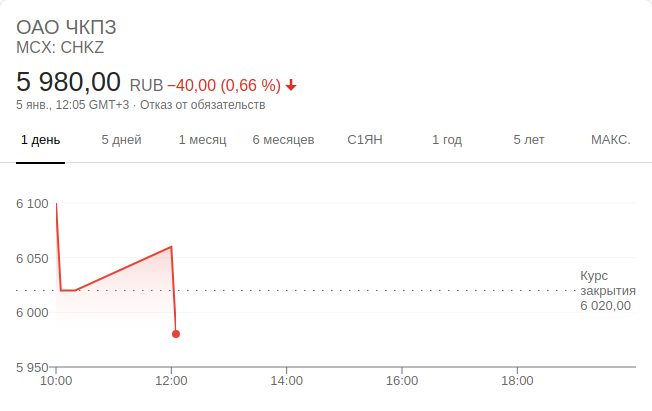 ОАО ЧКПЗ
MCX: CHKZ
5 980,00 RUB −40,00 (0,66 %)
5 янв., 12:05 GMT+3 · Отказ от обязательств
1 день 5 дней 1 месяц 6 месяцев С1ЯН 1 год 5 лет МАКС.
6 100
6 050
Курс
закрытия
6 020,00
6 000
5 950
10:00 12:00 14:00 16:00 18:00